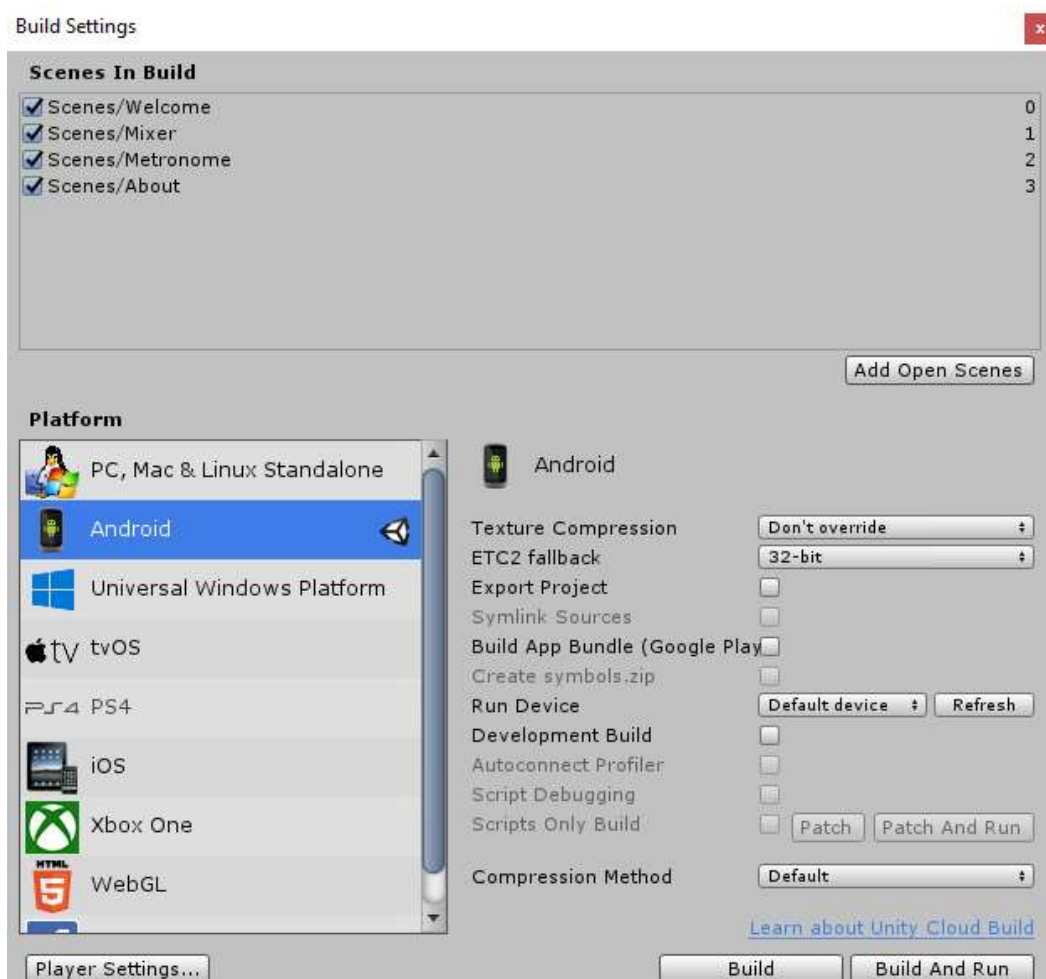 Build Settings
x
Scenes In Build
Scenes/Welcome 0
Scenes/Mixer 1
Scenes/Metronome 2
Scenes/About 3
Add Open Scenes
Platform
PC, Mac & Linux Standalone
Android
Universal Windows Platform
tv tvOS
PS4 PS4
iOS
Xbox One
HTML
5 WebGL
Android
Texture Compression Don't override
ETC2 fallback 32-bit
Export Project
Symlink Sources
Build App Bundle (Google Play
Create symbols.zip
Run Device Default device Refresh
Development Build
Autoconnect Profiler
Script Debugging
Scripts Only Build Patch Patch And Run
Compression Method Default
Learn about Unity Cloud Build
Player Settings... Build Build And Run